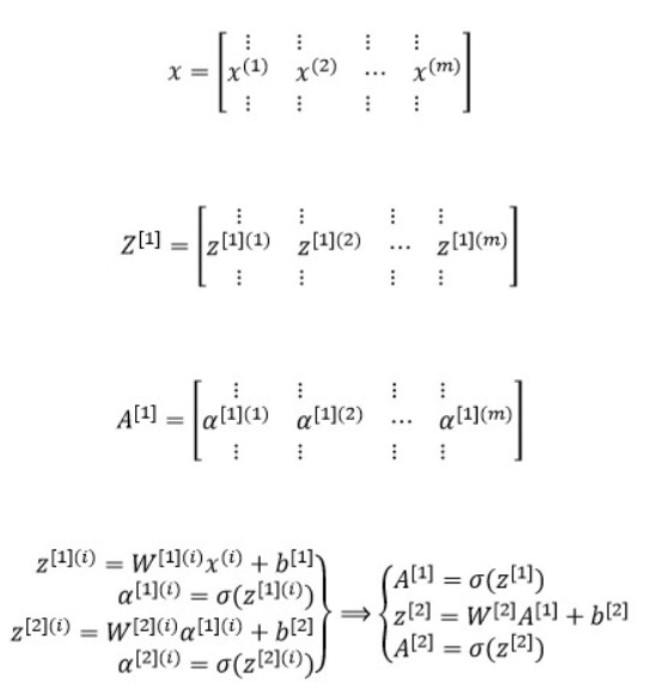 x = [⋮ ⋮ ⋮ ⋮
x⁽¹⁾ x⁽²⁾ … x⁽ᵐ⁾
⋮ ⋮ ⋮ ⋮]
Z^[1] = [⋮ ⋮ ⋮ ⋮
z^[1](1) z^[1](2) … z^[1](m)
⋮ ⋮ ⋮ ⋮]
A^[1] = [⋮ ⋮ ⋮ ⋮
α^[1](1) α^[1](2) … α^[1](m)
⋮ ⋮ ⋮ ⋮]
z^[1](i) = W^[1](i)x^(i) + b^[1]
α^[1](i) = σ(z^[1](i))
z^[2](i) = W^[2](i)α^[1](i) + b^[2]
α^[2](i) = σ(z^[2](i))
} ⟹ {
A^[1] = σ(z^[1])
z^[2] = W^[2]A^[1] + b^[2]
A^[2] = σ(z^[2])